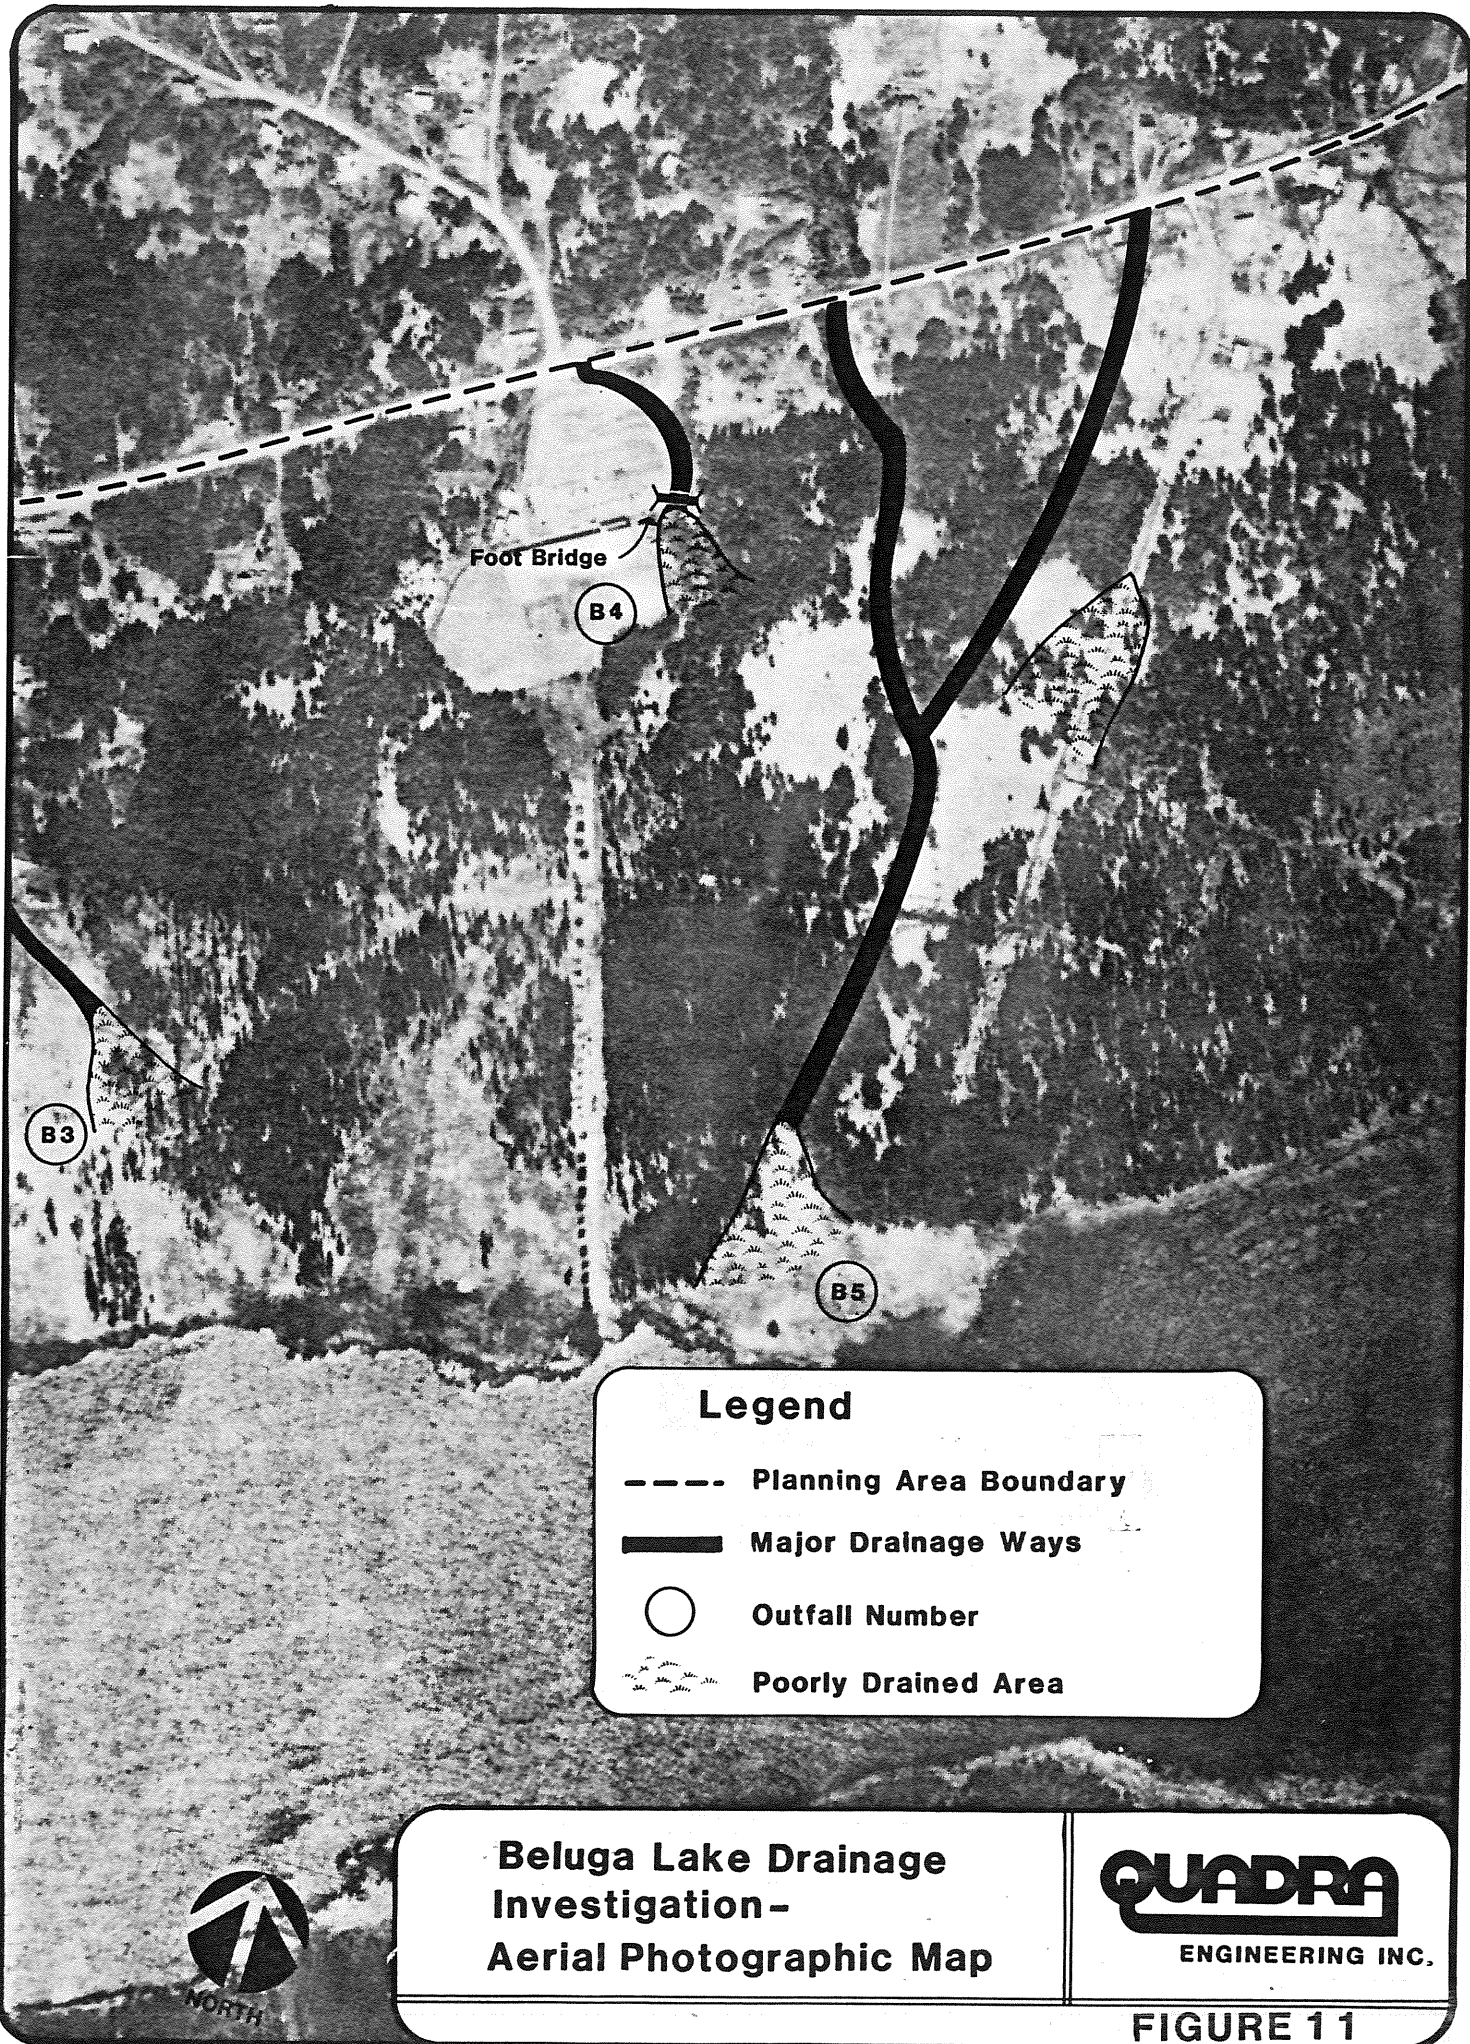 Foot Bridge
B4
B3
B5
Legend
Planning Area Boundary
Major Drainage Ways
Outfall Number
Poorly Drained Area
Beluga Lake Drainage
Investigation-
Aerial Photographic Map
QUADRA
ENGINEERING INC.
NORTH
FIGURE 11